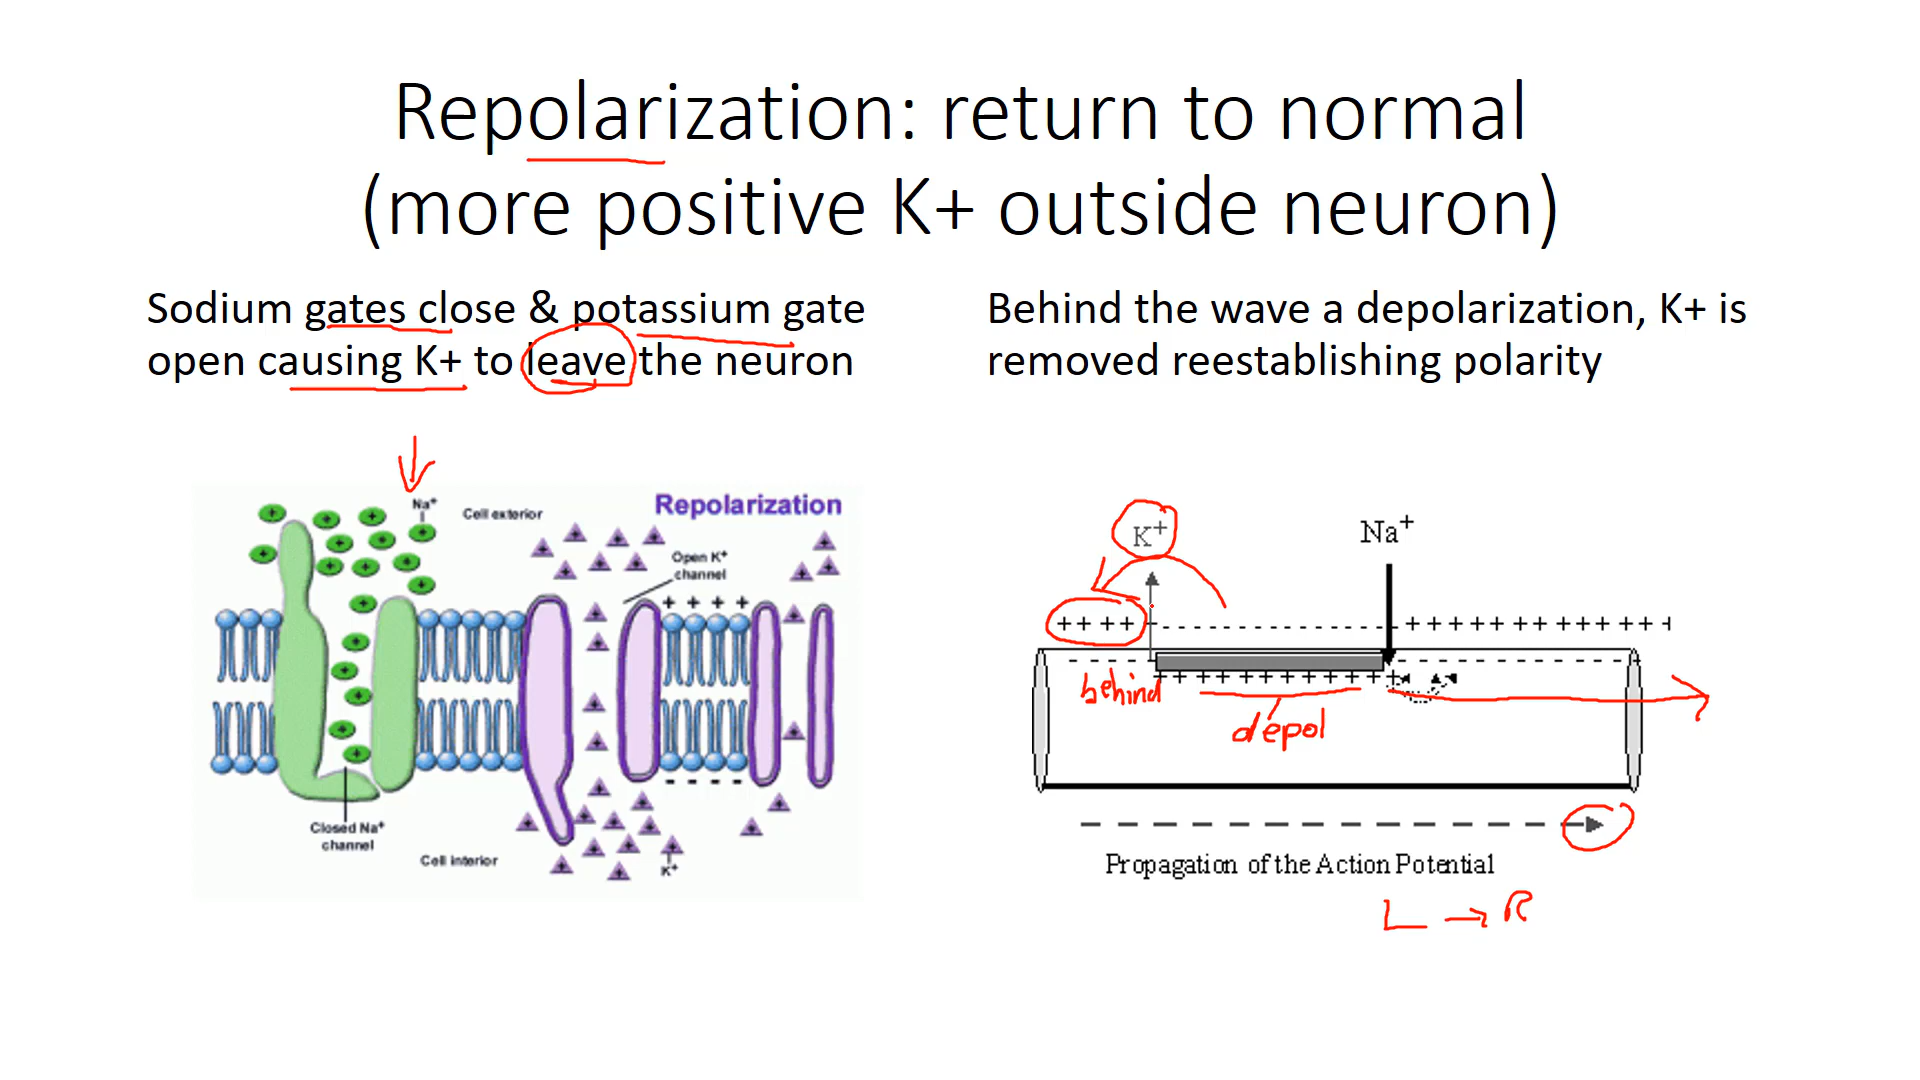 Repolarization: return to normal
(more positive K+ outside neuron)
Sodium gates close & potassium gate
open causing K+ to leave the neuron
Behind the wave a depolarization, K+ is
removed reestablishing polarity
Repolarization
Na+
Cell exterior
Open K+
channel
+ + + +
- - - -
Closed Na+
channel
Cell interior
K+
K+
Na+
behind
depol
Propagation of the Action Potential
L → R